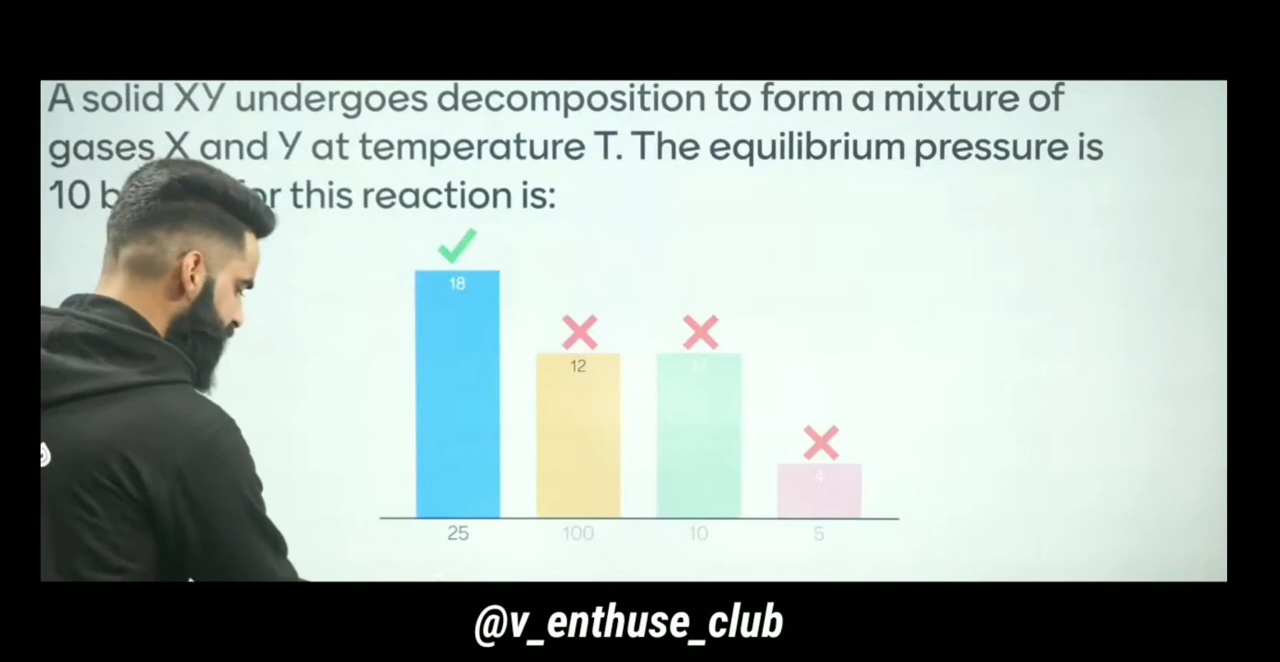 A solid XY undergoes decomposition to form a mixture of
gases X and Y at temperature T. The equilibrium pressure is
10 this reaction is:
18
12
4
25 100 10 5
@v_enthuse_club